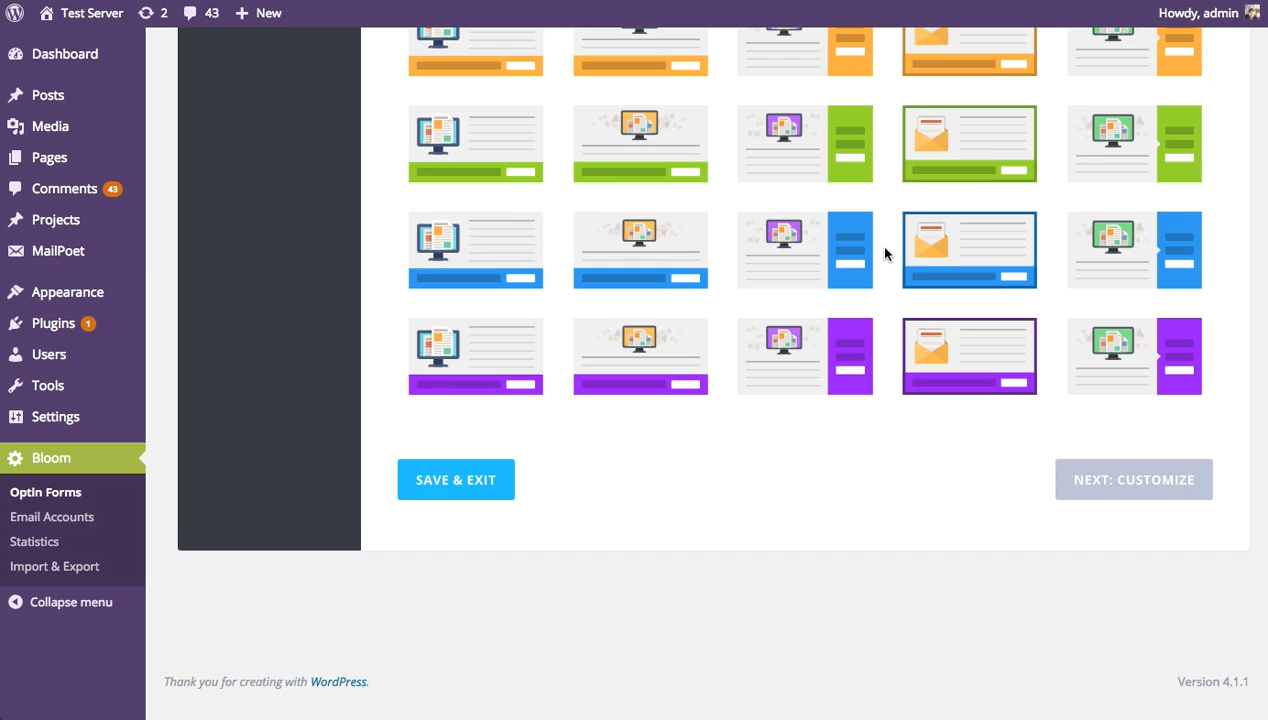 Test Server
2
43
New
Howdy, admin
Dashboard
Posts
Media
Pages
Comments 43
Projects
MailPoet
Appearance
Plugins 1
Users
Tools
Settings
Bloom
OptIn Forms
Email Accounts
Statistics
Import & Export
Collapse menu
SAVE & EXIT
NEXT: CUSTOMIZE
Thank you for creating with WordPress.
Version 4.1.1